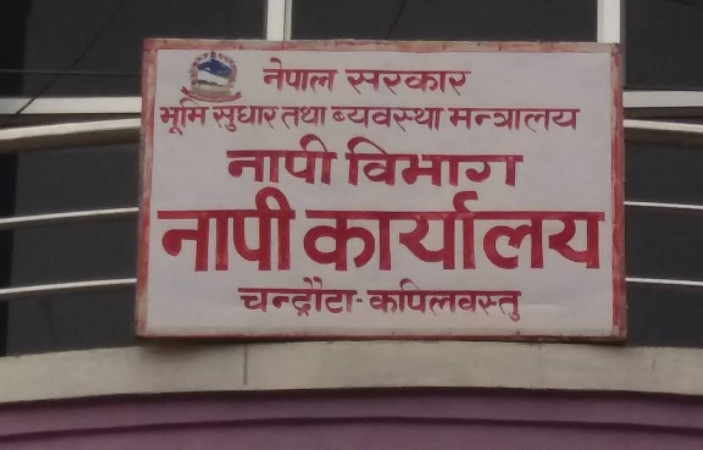 नेपाल सरकार
भूमि सुधार तथा ब्यवस्था मन्त्रालय
नापी विभाग
नापी कार्यालय
चन्द्रौटा-कपिलवस्तु